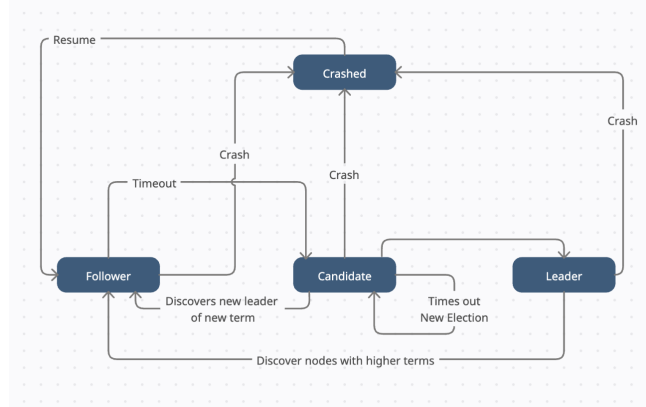 Resume
Crashed
Crash
Crash
Crash
Timeout
Follower
Candidate
Leader
Discovers new leader
of new term
Times out
New Election
Discover nodes with higher terms